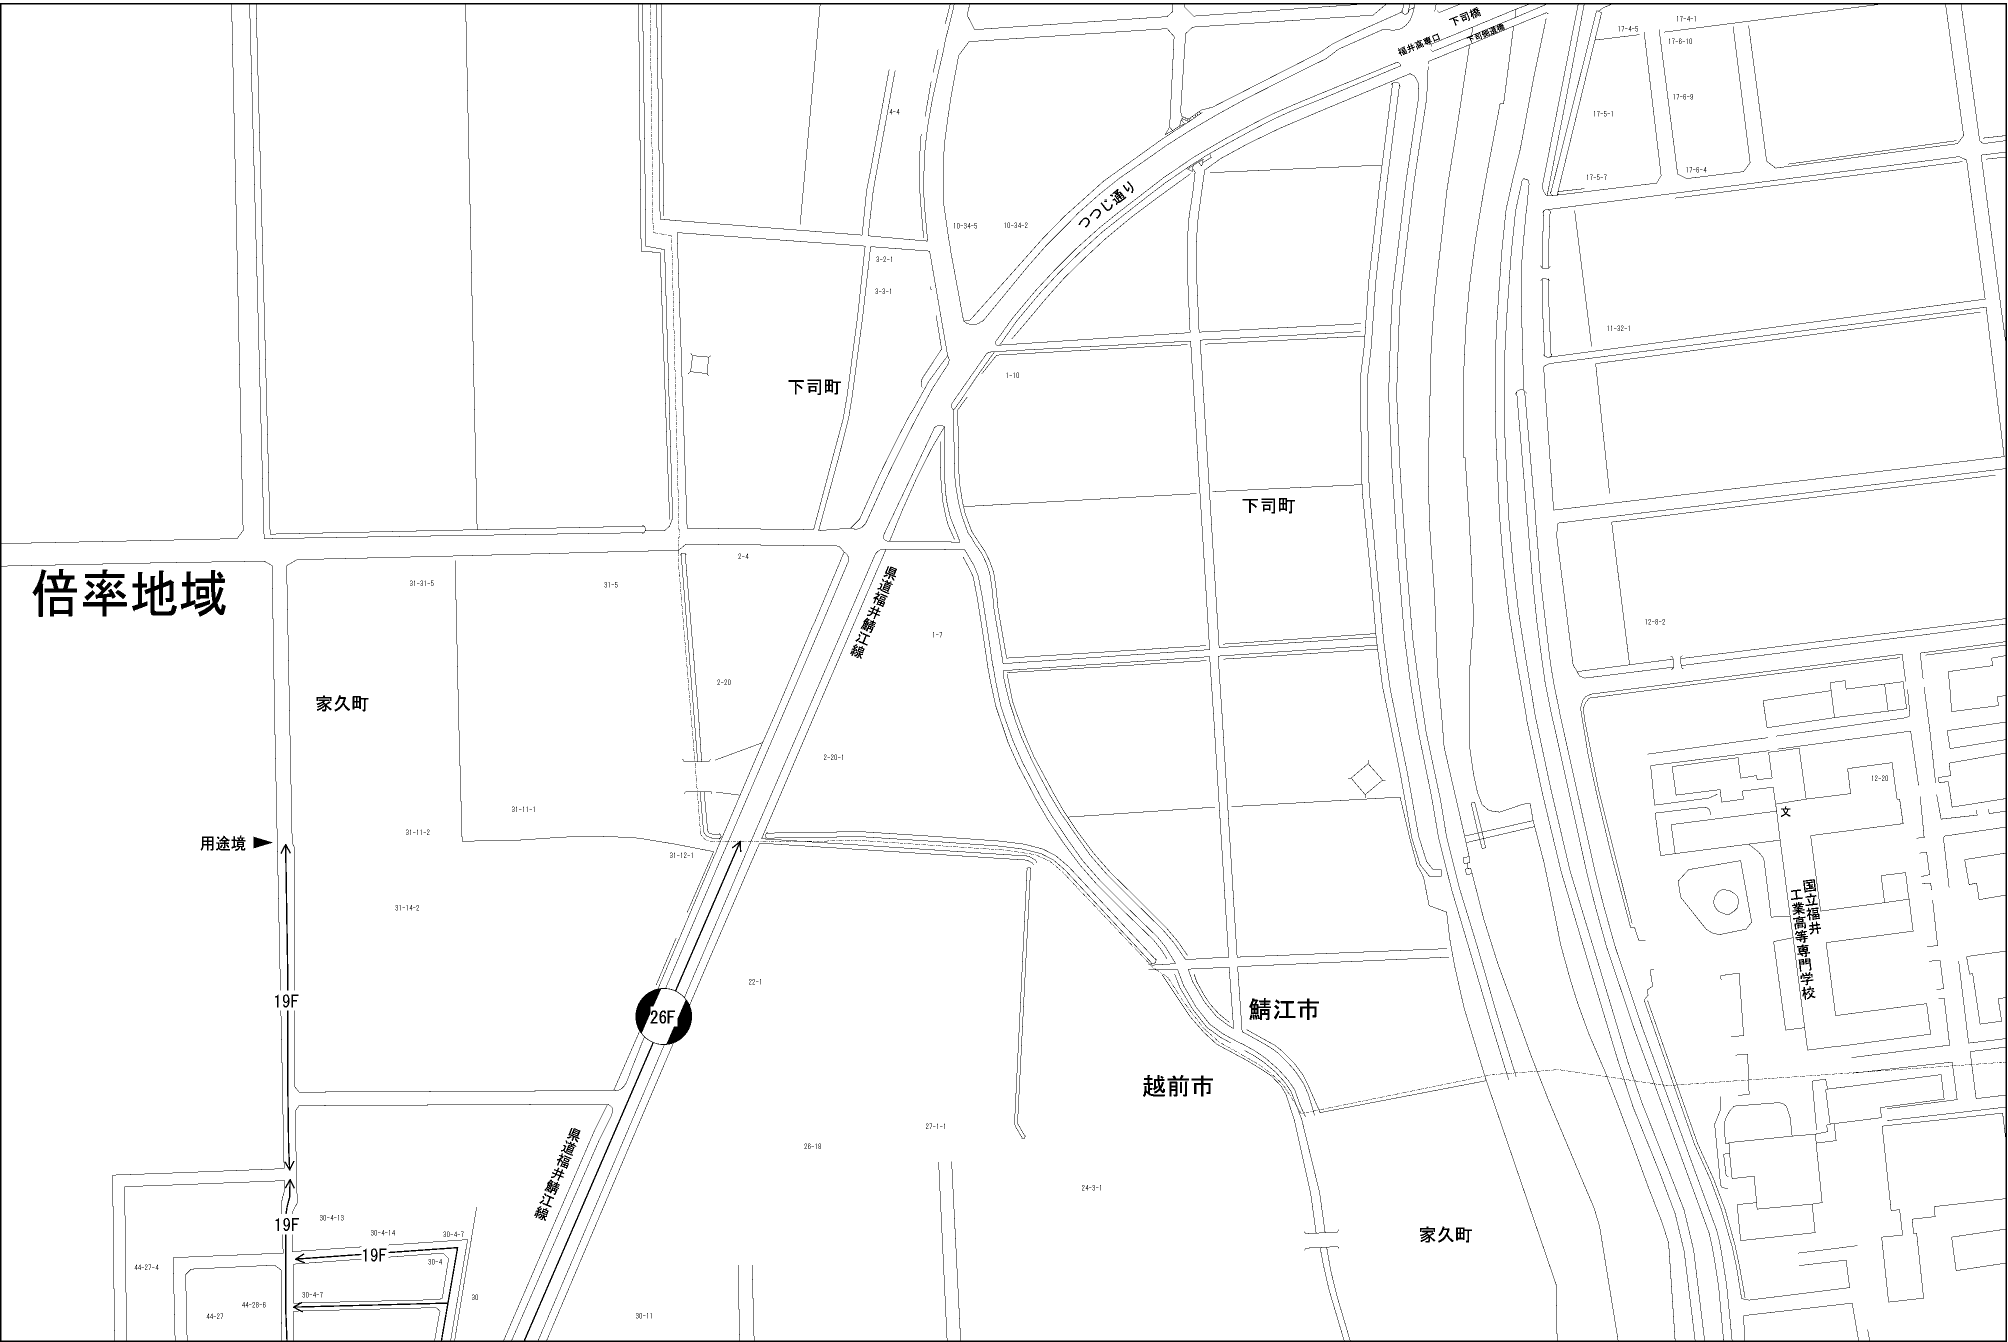 下司橋
下司側道橋
福井高専口
17-4-1
17-4-5
17-6-10
17-6-9
17-5-1
17-6-4
17-5-7
4-4
つつじ通り
10-34-5
10-34-2
3-2-1
3-3-1
11-32-1
1-10
下司町
下司町
2-4
31-31-5
31-5
倍率地域
県道福井鯖江線
1-7
12-8-2
2-20
家久町
2-20-1
12-20
31-11-1
31-11-2
文
用途境
31-12-1
国立福井
工業高等専門学校
31-14-2
22-1
19F
26F
鯖江市
越前市
27-1-1
26-18
県道福井鯖江線
24-3-1
30-4-13
19F
30-4-14
30-4-7
家久町
19F
30-4
44-27-4
30-4-7
30
44-28-6
44-27
30-11